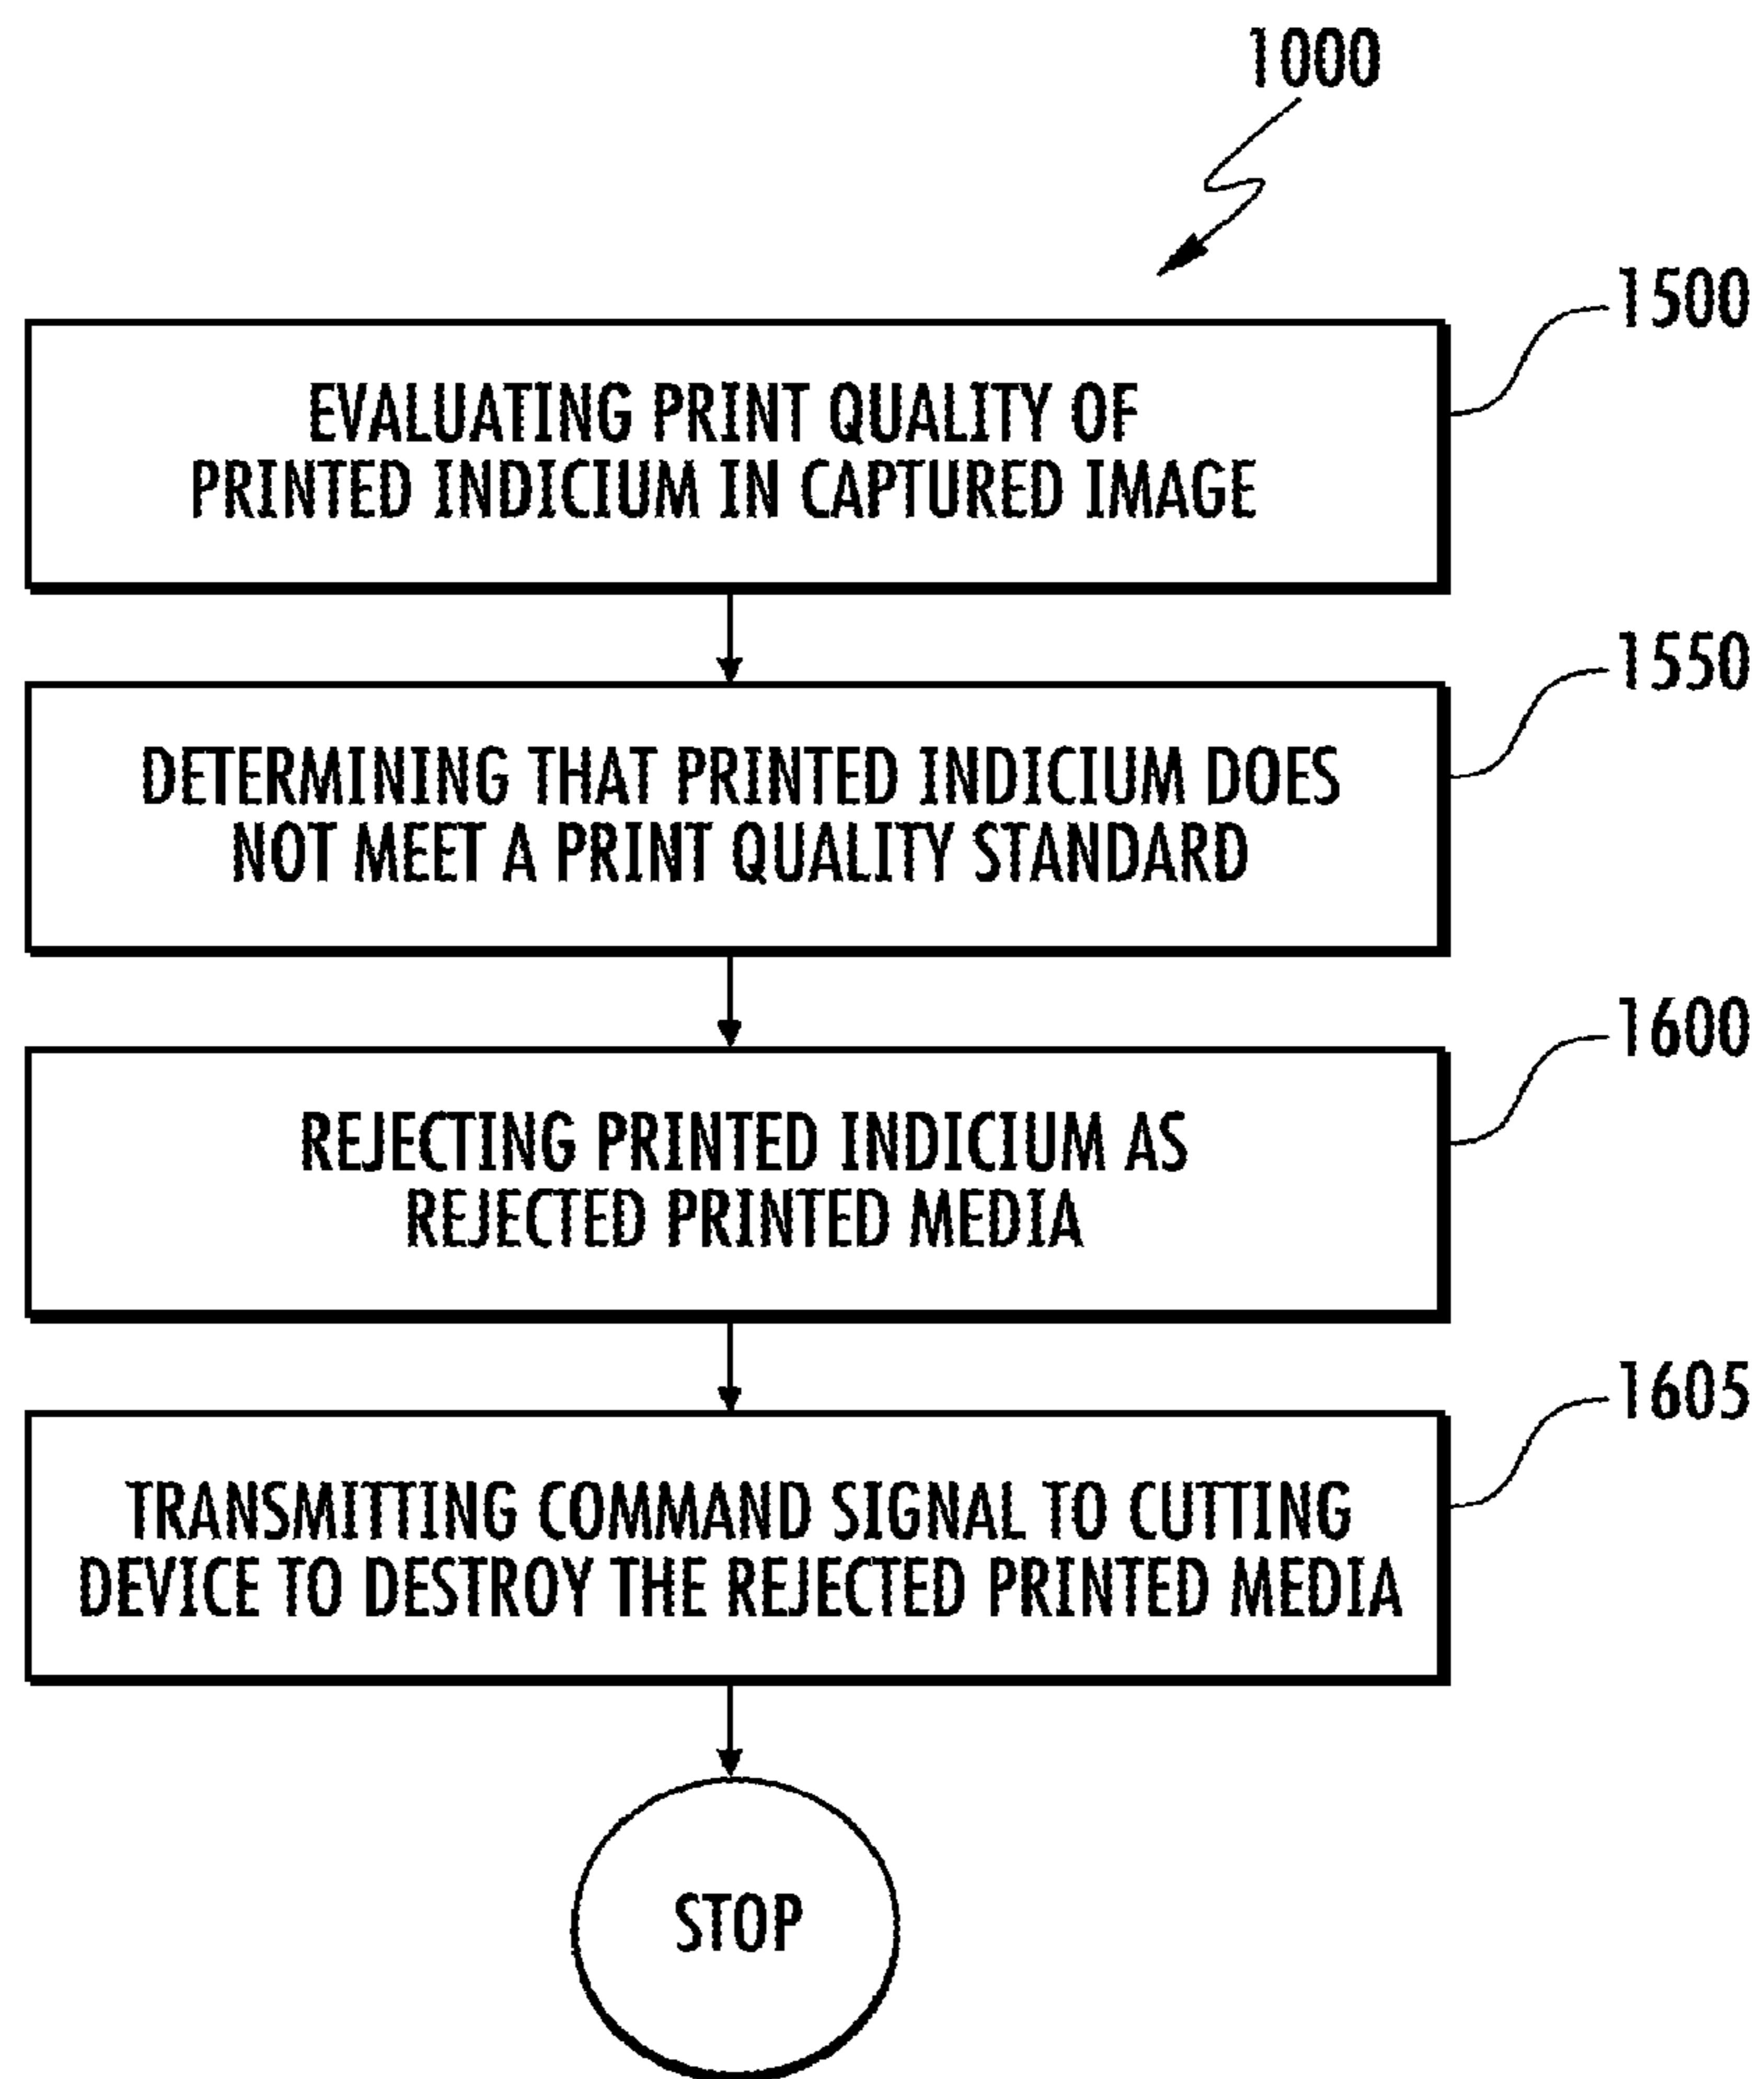 1000
1500
EVALUATING PRINT QUALITY OF
PRINTED INDICIUM IN CAPTURED IMAGE
1550
DETERMINING THAT PRINTED INDICIUM DOES
NOT MEET A PRINT QUALITY STANDARD
1600
REJECTING PRINTED INDICIUM AS
REJECTED PRINTED MEDIA
1605
TRANSMITTING COMMAND SIGNAL TO CUTTING
DEVICE TO DESTROY THE REJECTED PRINTED MEDIA
STOP